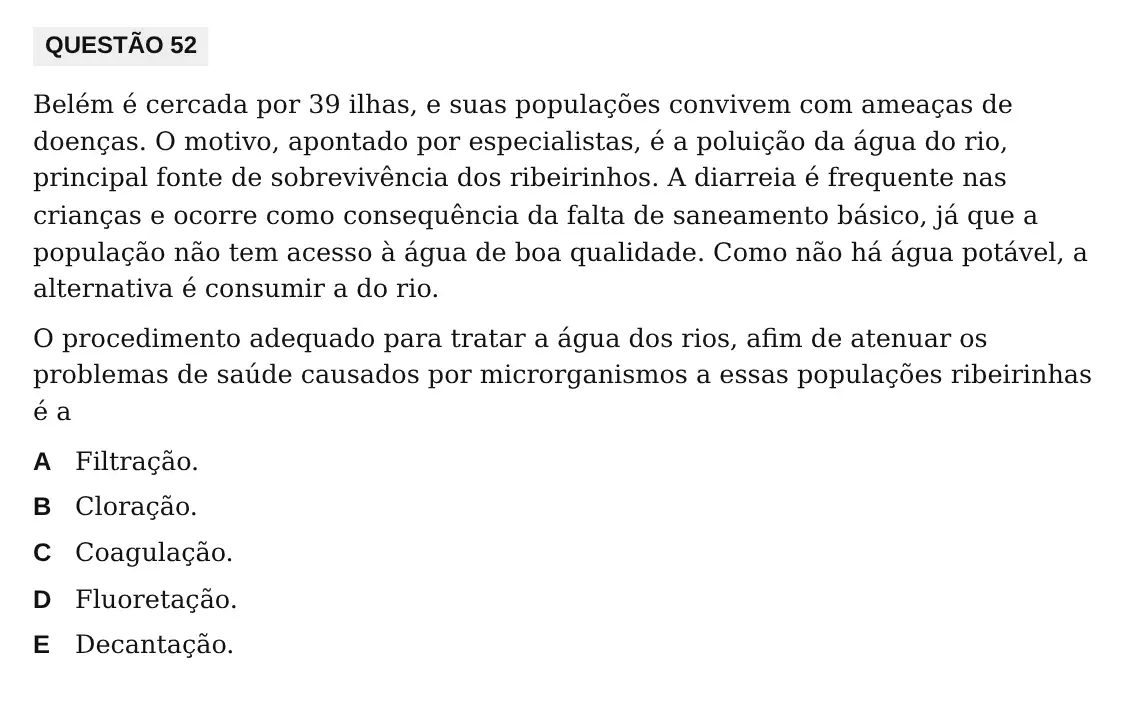 QUESTÃO 52
Belém é cercada por 39 ilhas, e suas populações convivem com ameaças de
doenças. O motivo, apontado por especialistas, é a poluição da água do rio,
principal fonte de sobrevivência dos ribeirinhos. A diarreia é frequente nas
crianças e ocorre como consequência da falta de saneamento básico, já que a
população não tem acesso à água de boa qualidade. Como não há água potável, a
alternativa é consumir a do rio.
O procedimento adequado para tratar a água dos rios, afim de atenuar os
problemas de saúde causados por microrganismos a essas populações ribeirinhas
é a
A Filtração.
B Cloração.
C Coagulação.
D Fluoretação.
E Decantação.